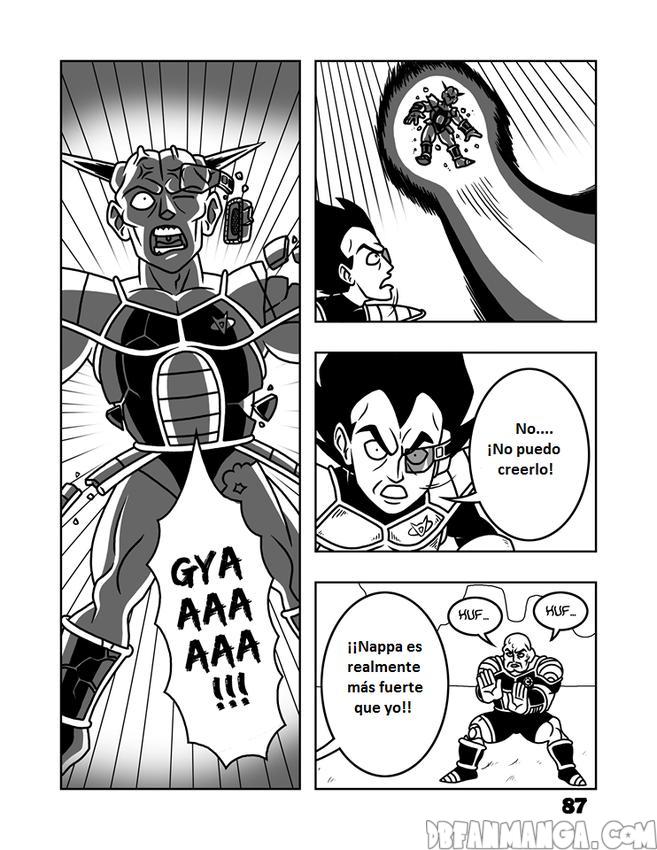 GYA
AAA
AAA
!!!
No....
¡No puedo
creerlo!
HUF...
HUF...
¡¡Nappa es
realmente
más fuerte
que yo!!
87
DBFANMANGA.COM